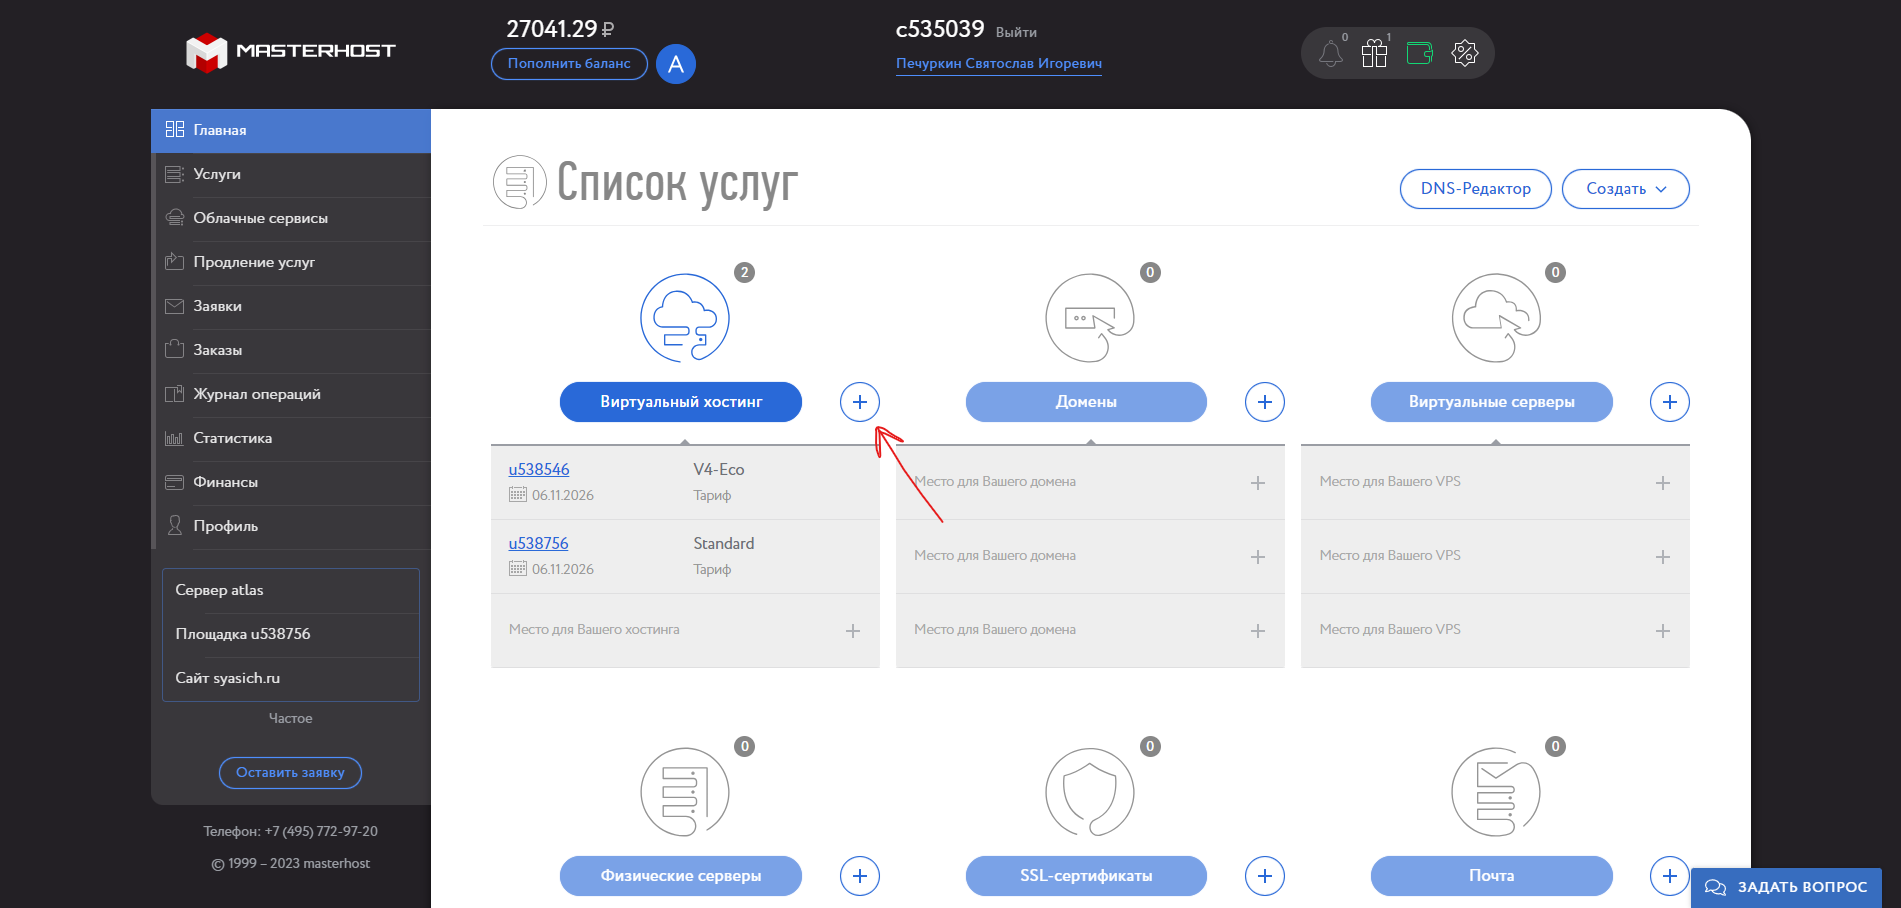 MASTERHOST
27041.29 ₽
Пополнить баланс
А
c535039 Выйти
Печуркин Святослав Игоревич
0
1
Главная
Услуги
Облачные сервисы
Продление услуг
Заявки
Заказы
Журнал операций
Статистика
Финансы
Профиль
Сервер atlas
Площадка u538756
Сайт syasich.ru
Частое
Оставить заявку
Телефон: +7 (495) 772-97-20
© 1999 – 2023 masterhost
Список услуг
DNS-Редактор
Создать
2
Виртуальный хостинг
+
u538546 V4-Eco
06.11.2026 Тариф
u538756 Standard
06.11.2026 Тариф
Место для Вашего хостинга +
0
Домены
+
Место для Вашего домена +
Место для Вашего домена +
Место для Вашего домена +
0
Виртуальные серверы
+
Место для Вашего VPS +
Место для Вашего VPS +
Место для Вашего VPS +
0
Физические серверы
+
0
SSL-сертификаты
+
0
Почта
+
ЗАДАТЬ ВОПРОС